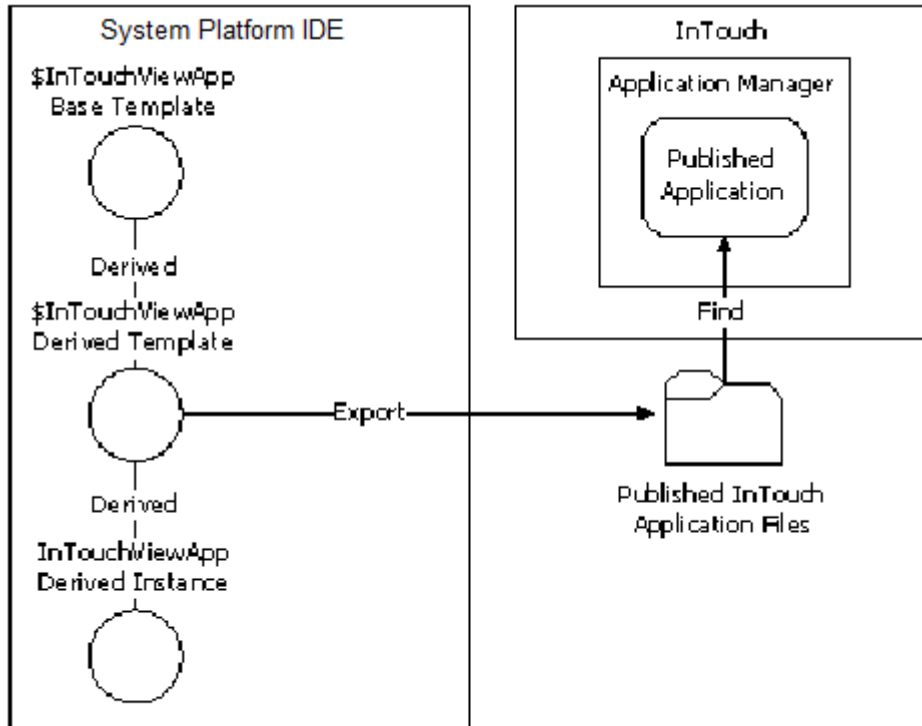 System Platform IDE
$InTouchViewApp
Base Template
Derived
$InTouchViewApp
Derived Template
Export
Derived
InTouchViewApp
Derived Instance
InTouch
Application Manager
Published
Application
Find
Published InTouch
Application Files